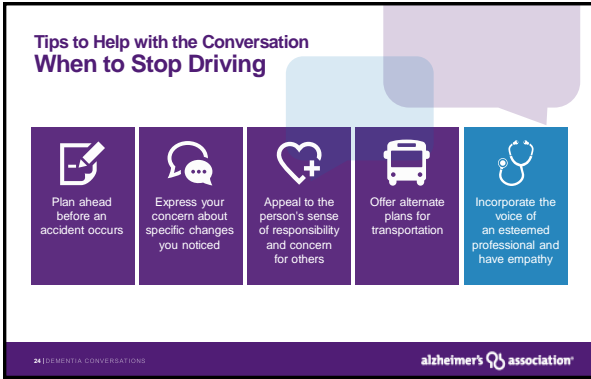 Tips to Help with the Conversation
When to Stop Driving
Plan ahead
before an
accident occurs
Express your
concern about
specific changes
you noticed
Appeal to the
person's sense
of responsibility
and concern
for others
Offer alternate
plans for
transportation
Incorporate the
voice of
an esteemed
professional and
have empathy
24 | DEMENTIA CONVERSATIONS
alzheimer's association®